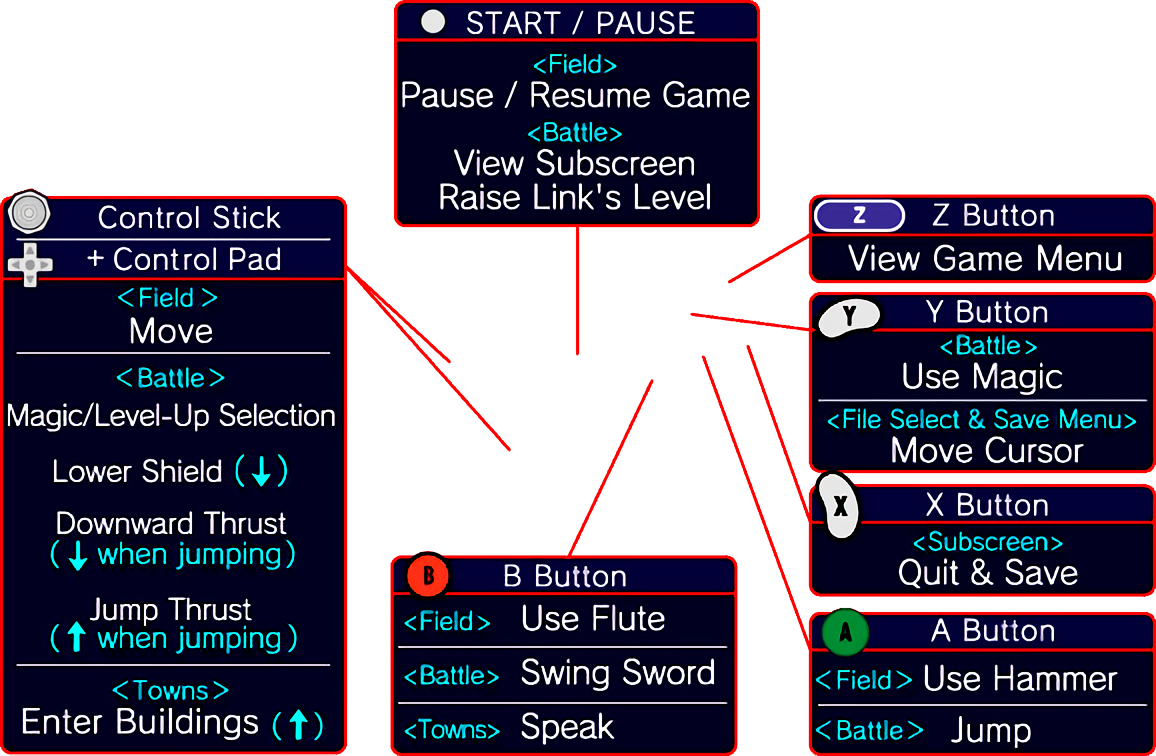 START / PAUSE
<Field>
Pause / Resume Game
<Battle>
View Subscreen
Raise Link's Level
Control Stick
+ Control Pad
<Field>
Move
<Battle>
Magic/Level-Up Selection
Lower Shield (↓)
Downward Thrust
(↓ when jumping)
Jump Thrust
(↑ when jumping)
<Towns>
Enter Buildings (↑)
B B Button
<Field> Use Flute
<Battle> Swing Sword
<Towns> Speak
Z Z Button
View Game Menu
Y Y Button
<Battle>
Use Magic
<File Select & Save Menu>
Move Cursor
X X Button
<Subscreen>
Quit & Save
A A Button
<Field> Use Hammer
<Battle> Jump